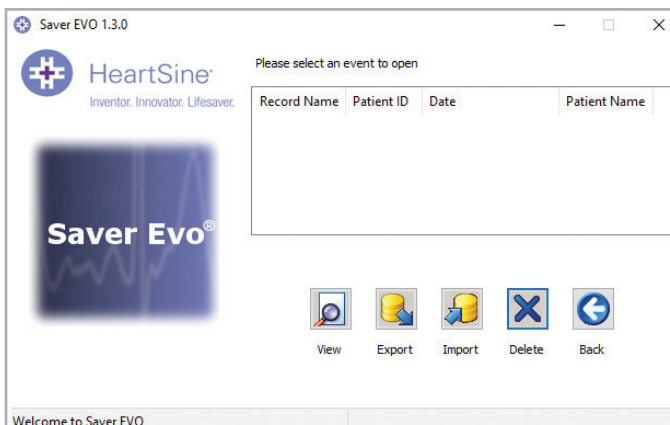 Saver EVO 1.3.0
HeartSine®
Inventor. Innovator. Lifesaver.
Please select an event to open
Record Name Patient ID Date Patient Name
Saver Evo®
View Export Import Delete Back
Welcome to Saver EVO